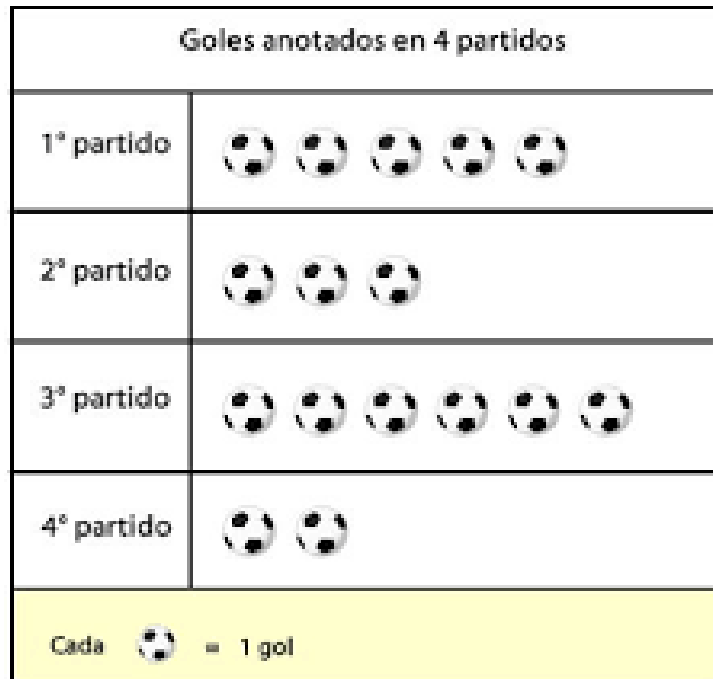 Goles anotados en 4 partidos
1° partido
2° partido
3° partido
4° partido
Cada = 1 gol